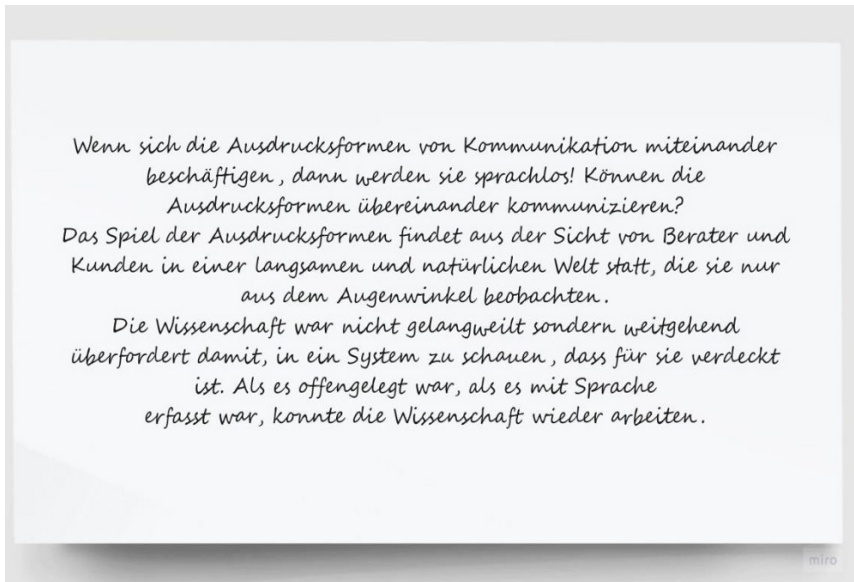 Wenn sich die Ausdrucksformen von Kommunikation miteinander
beschäftigen, dann werden sie sprachlos! Können die
Ausdrucksformen übereinander kommunizieren?
Das Spiel der Ausdrucksformen findet aus der Sicht von Berater und
Kunden in einer langsamen und natürlichen Welt statt, die sie nur
aus dem Augenwinkel beobachten.
Die Wissenschaft war nicht gelangweilt sondern weitgehend
überfordert damit, in ein System zu schauen, dass für sie verdeckt
ist. Als es offengelegt war, als es mit Sprache
erfasst war, konnte die Wissenschaft wieder arbeiten.
miro